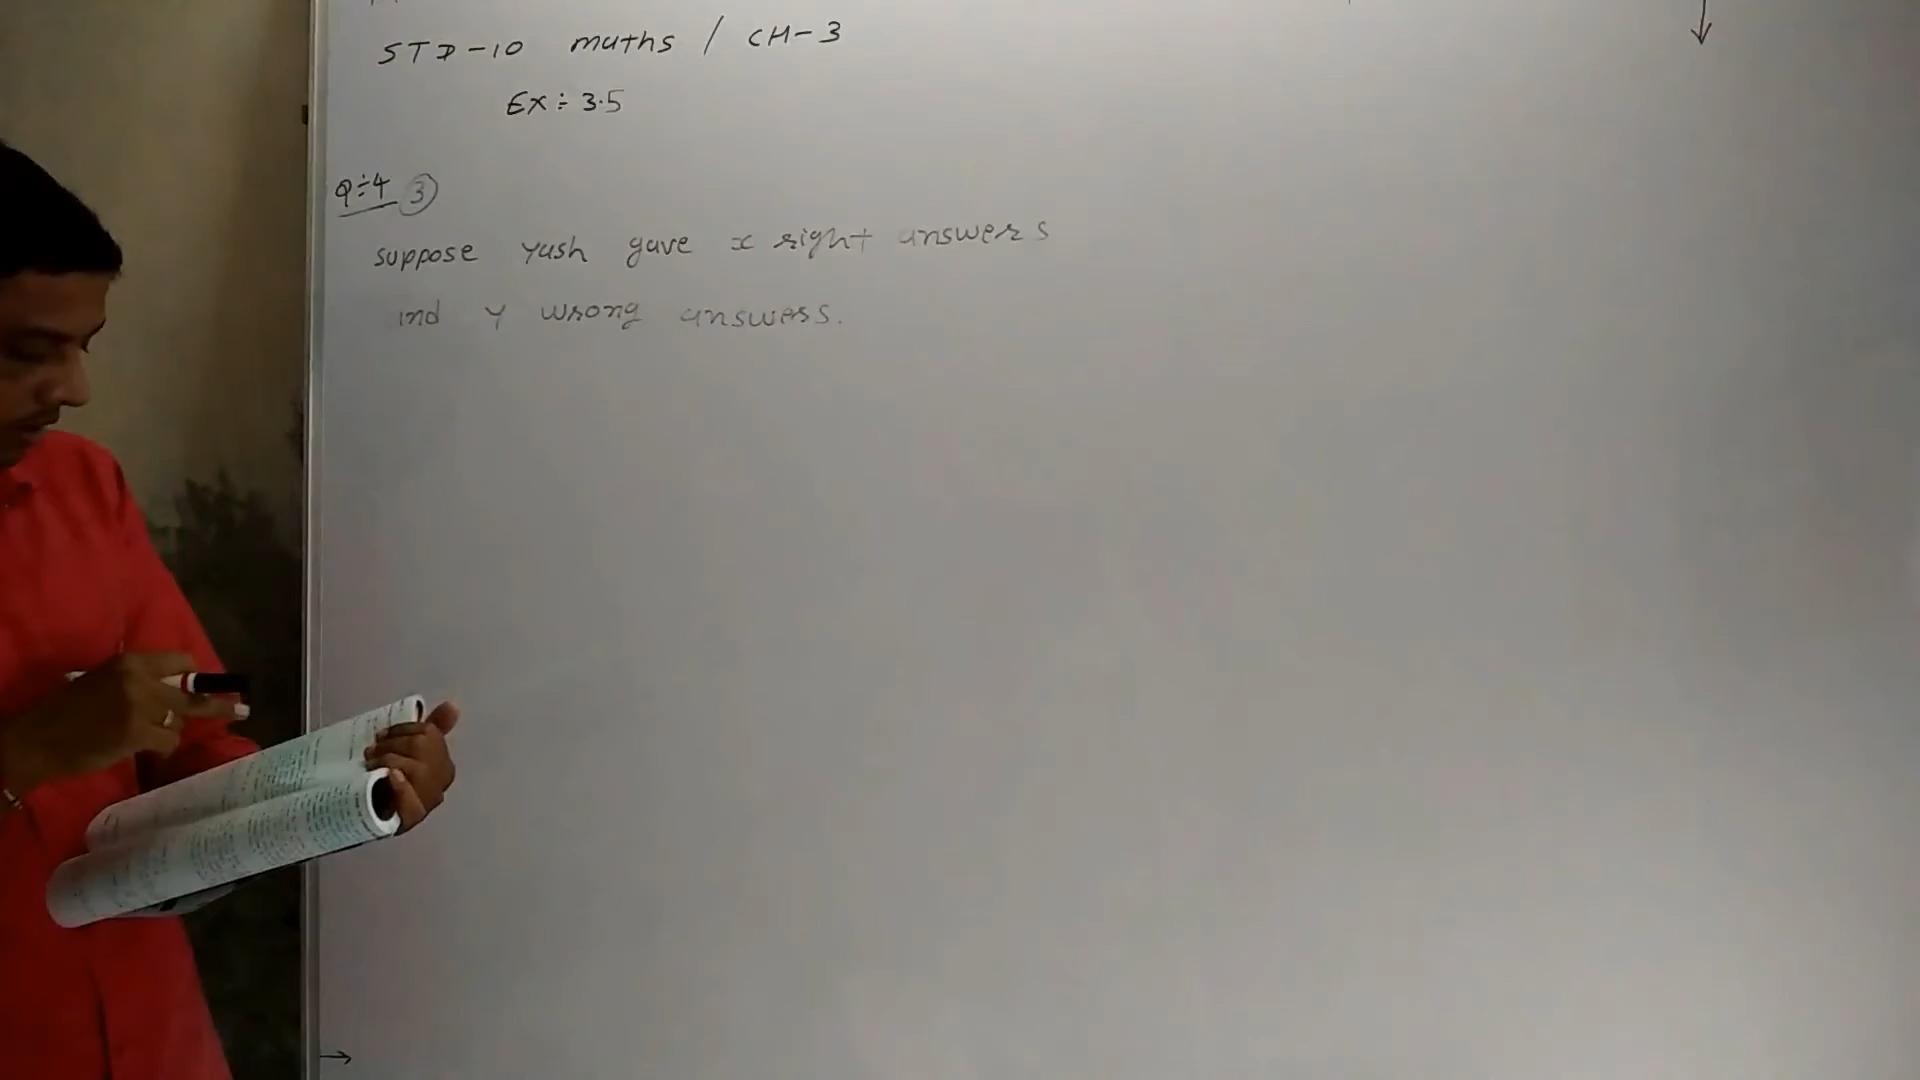 STD-10 maths / CH-3
Ex÷ 3.5
Q÷4 3
suppose yash gave x right answers
and y wrong answers.